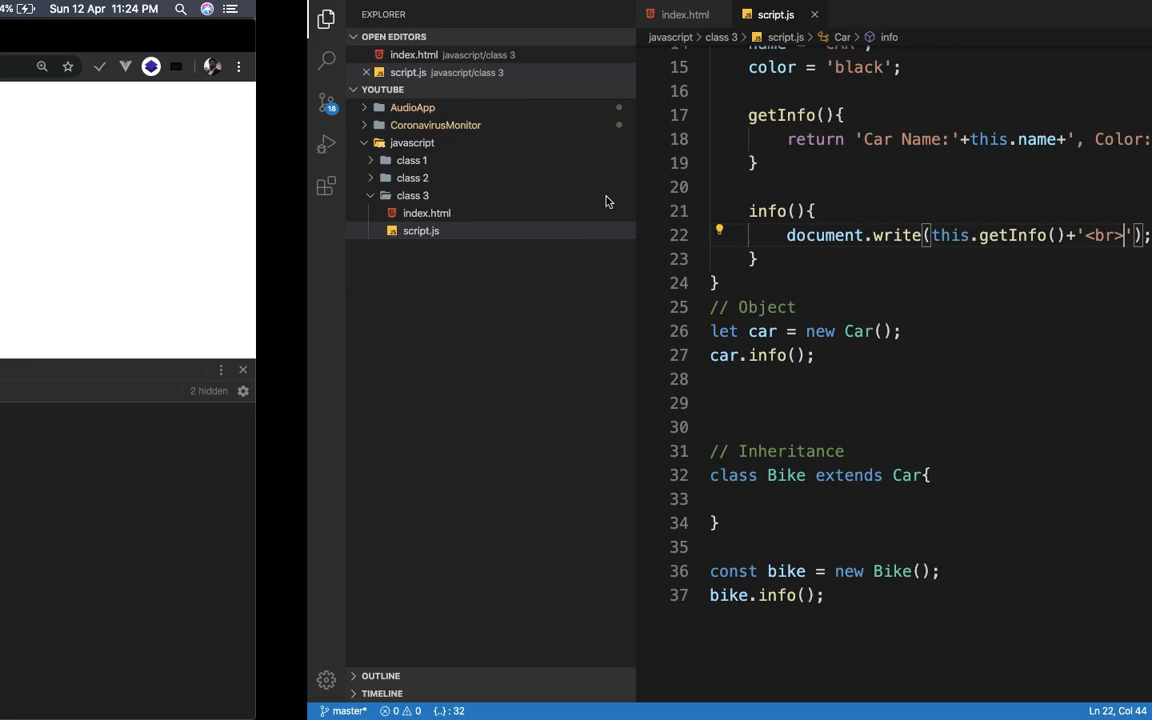 4% Sun 12 Apr 11:24 PM
2 hidden
EXPLORER
OPEN EDITORS
index.html javascript/class 3
script.js javascript/class 3
YOUTUBE
AudioApp
18
CoronavirusMonitor
javascript
class 1
class 2
class 3
index.html
script.js
OUTLINE
TIMELINE
index.html
script.js
javascript class 3 script.js Car info
15 color = 'black';
16
17 getInfo(){
18 return 'Car Name:'+this.name+', Color:
19 }
20
21 info(){
22 document.write(this.getInfo()+'<br>');
23 }
24 }
25 // Object
26 let car = new Car();
27 car.info();
28
29
30
31 // Inheritance
32 class Bike extends Car{
33
34 }
35
36 const bike = new Bike();
37 bike.info();
master* 0 0 {..} : 32 Ln 22, Col 44